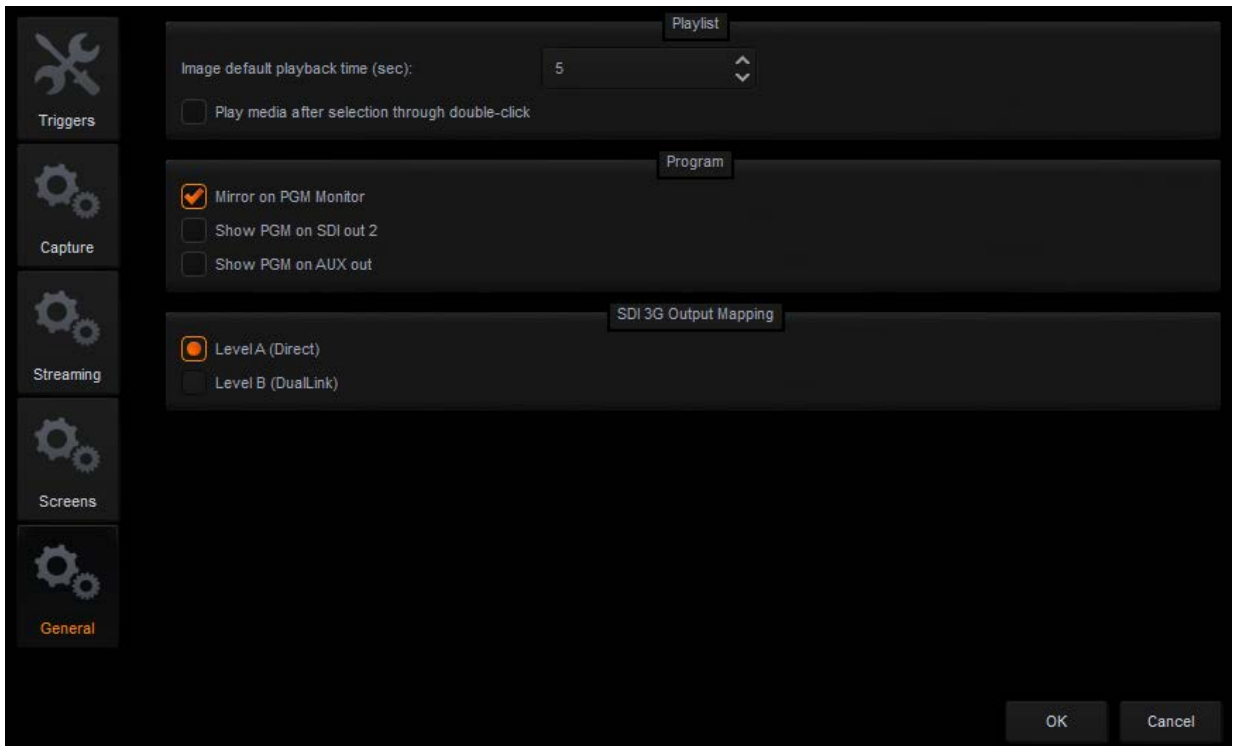 Triggers
Capture
Streaming
Screens
General
Playlist
Image default playback time (sec): 5
Play media after selection through double-click
Program
Mirror on PGM Monitor
Show PGM on SDI out 2
Show PGM on AUX out
SDI 3G Output Mapping
Level A (Direct)
Level B (DualLink)
OK Cancel